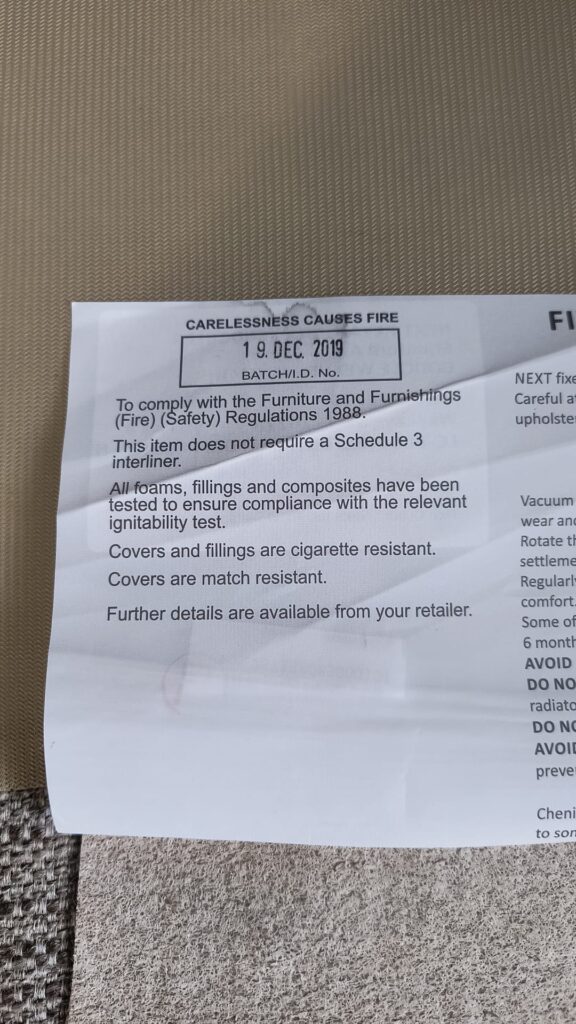 CARELESSNESS CAUSES FIRE
19. DEC. 2019
BATCH/I.D. No.
To comply with the Furniture and Furnishings
(Fire) (Safety) Regulations 1988.
This item does not require a Schedule 3
interliner.
All foams, fillings and composites have been
tested to ensure compliance with the relevant
ignitability test.
Covers and fillings are cigarette resistant.
Covers are match resistant.
Further details are available from your retailer.
FI
NEXT fixe
Careful a
upholste
Vacuum
wear and
Rotate th
settleme
Regularly
comfort.
Some of
6 month
AVOID
DO NO
radiato
DO NO
AVOID
preve
Cheni
to som